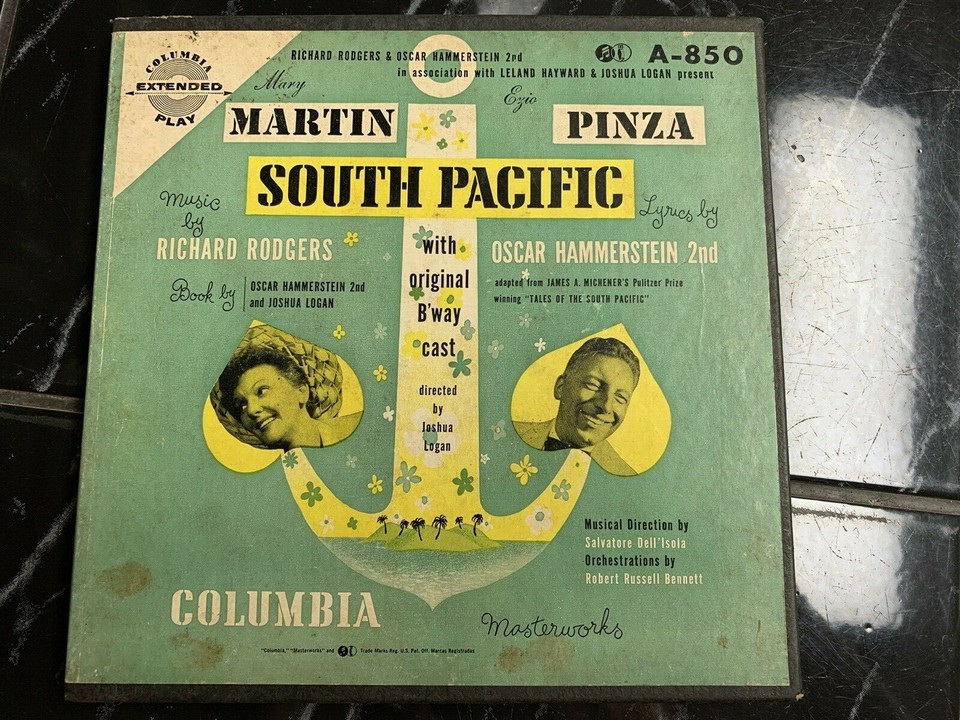 COLUMBIA
EXTENDED
PLAY
RICHARD RODGERS & OSCAR HAMMERSTEIN 2nd
in association with LELAND HAYWARD & JOSHUA LOGAN present
A-850
Mary
MARTIN
Ezio
PINZA
SOUTH PACIFIC
Music
by
RICHARD RODGERS
Lyrics by
OSCAR HAMMERSTEIN 2nd
Book by
OSCAR HAMMERSTEIN 2nd
and JOSHUA LOGAN
adapted from JAMES A. MICHENER'S Pulitzer Prize
winning "TALES OF THE SOUTH PACIFIC"
with
original
B'way
cast
directed
by
Joshua
Logan
Musical Direction by
Salvatore Dell'Isola
Orchestrations by
Robert Russell Bennett
COLUMBIA
Masterworks
"Columbia," "Masterworks" and Trade Marks Reg. U.S. Pat. Off. Marcas Registradas